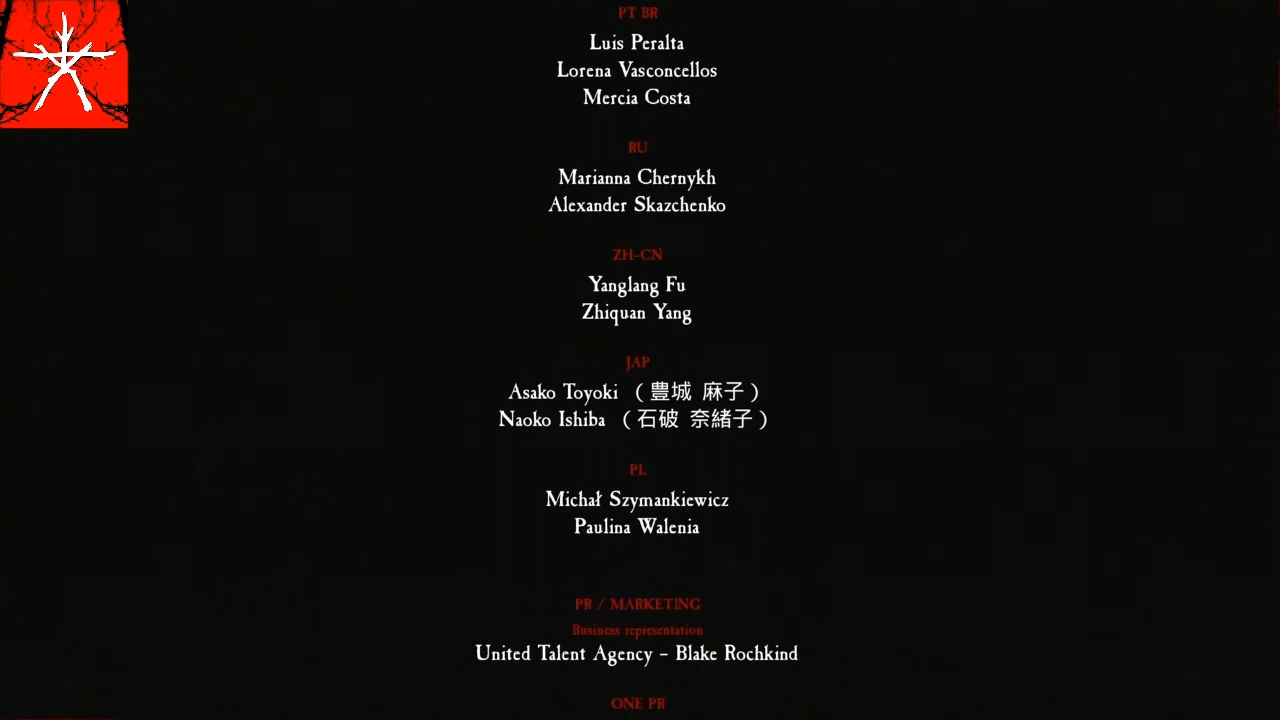 PT BR
Luis Peralta
Lorena Vasconcellos
Mercia Costa
RU
Marianna Chernykh
Alexander Skazchenko
ZH-CN
Yanglang Fu
Zhiquan Yang
JAP
Asako Toyoki （豊城 麻子）
Naoko Ishiba （石破 奈緒子）
PL
Michał Szymankiewicz
Paulina Walenia
PR / MARKETING
Business representation
United Talent Agency - Blake Rochkind
ONE PR